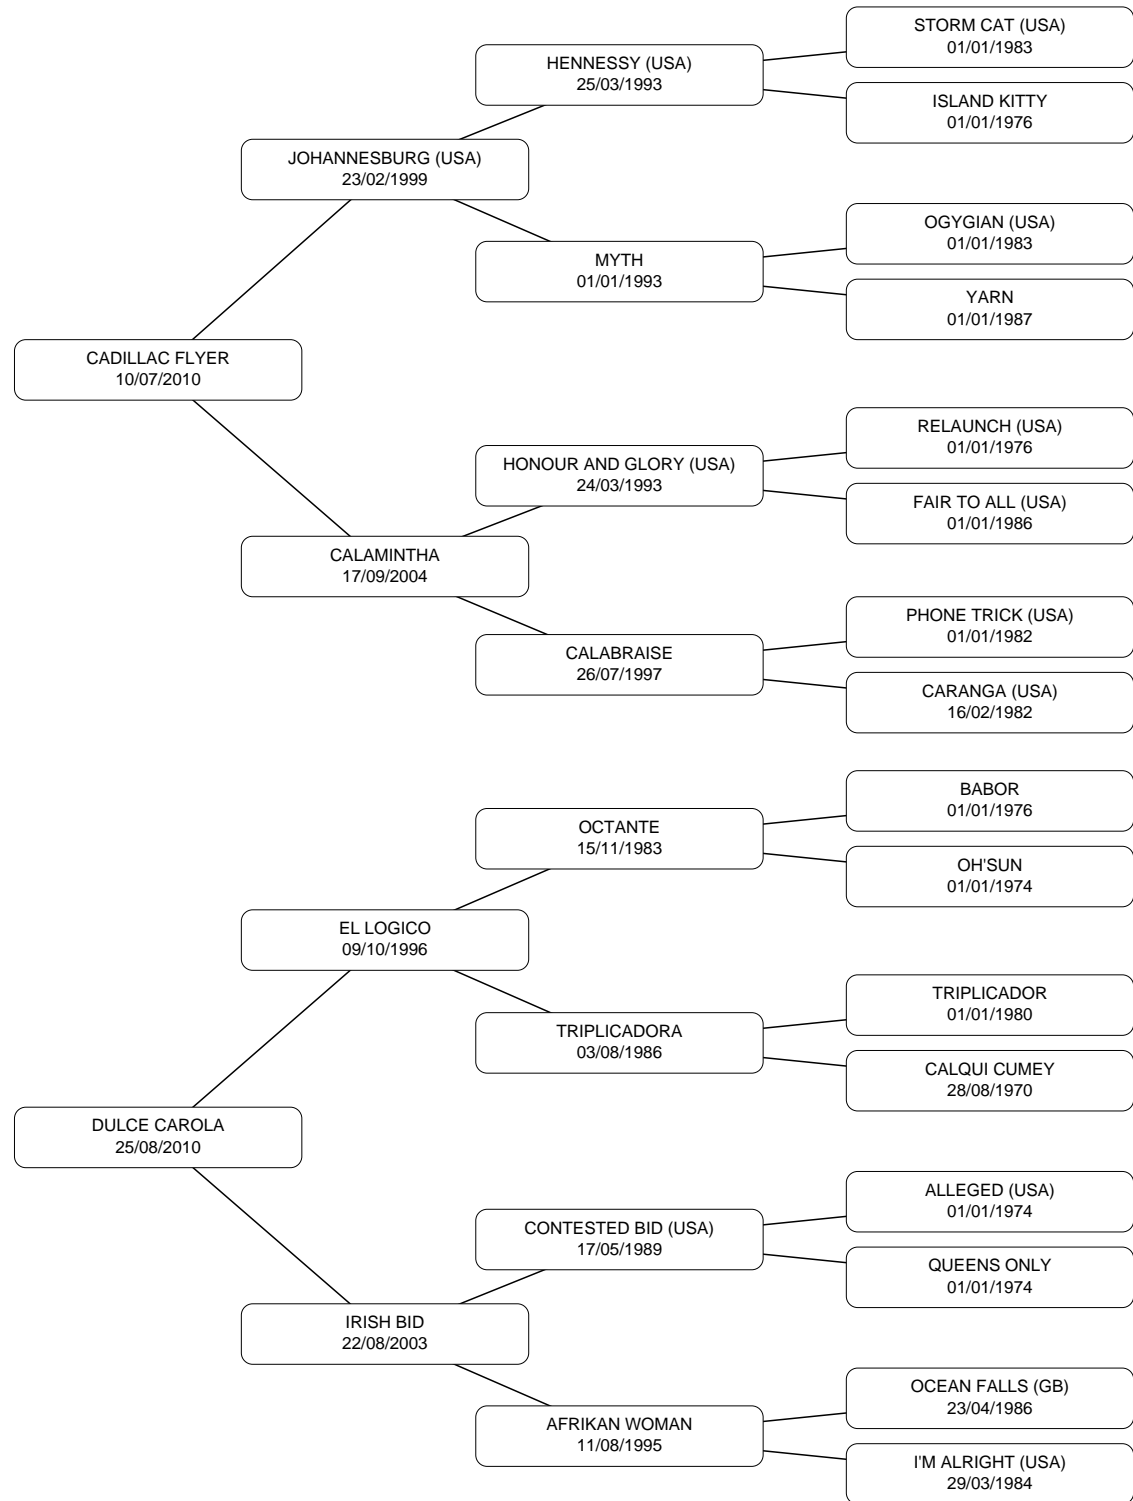 STORM CAT (USA)
01/01/1983
HENNESSY (USA)
25/03/1993
ISLAND KITTY
01/01/1976
JOHANNESBURG (USA)
23/02/1999
OGYGIAN (USA)
01/01/1983
MYTH
01/01/1993
YARN
01/01/1987
CADILLAC FLYER
10/07/2010
RELAUNCH (USA)
01/01/1976
HONOUR AND GLORY (USA)
24/03/1993
FAIR TO ALL (USA)
01/01/1986
CALAMINTHA
17/09/2004
PHONE TRICK (USA)
01/01/1982
CALABRAISE
26/07/1997
CARANGA (USA)
16/02/1982
BABOR
01/01/1976
OCTANTE
15/11/1983
OH'SUN
01/01/1974
EL LOGICO
09/10/1996
TRIPLICADOR
01/01/1980
TRIPLICADORA
03/08/1986
CALQUI CUMEY
28/08/1970
DULCE CAROLA
25/08/2010
ALLEGED (USA)
01/01/1974
CONTESTED BID (USA)
17/05/1989
QUEENS ONLY
01/01/1974
IRISH BID
22/08/2003
OCEAN FALLS (GB)
23/04/1986
AFRIKAN WOMAN
11/08/1995
I'M ALRIGHT (USA)
29/03/1984